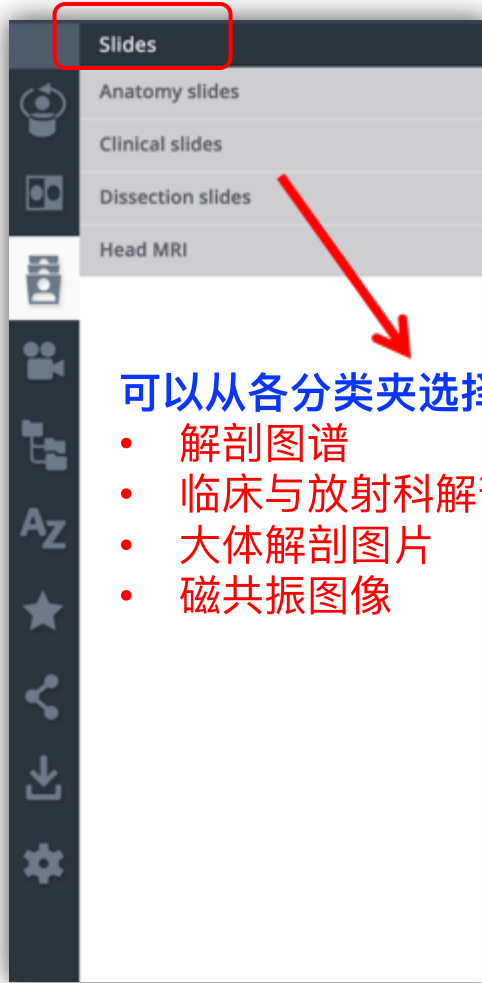 Slides
Anatomy slides
Clinical slides
Dissection slides
Head MRI
可以从各分类夹选择
• 解剖图谱
• 临床与放射科解
• 大体解剖图片
• 磁共振图像
AZ